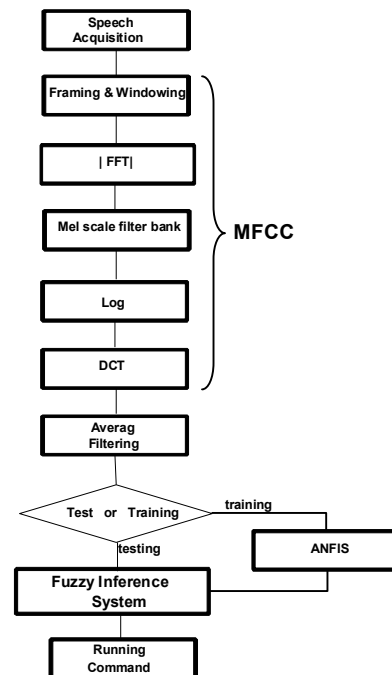 Speech
Acquisition
Framing & Windowing
| FFT|
Mel scale filter bank
MFCC
Log
DCT
Averag
Filtering
Test or Training
training
testing
ANFIS
Fuzzy Inference
System
Running
Command